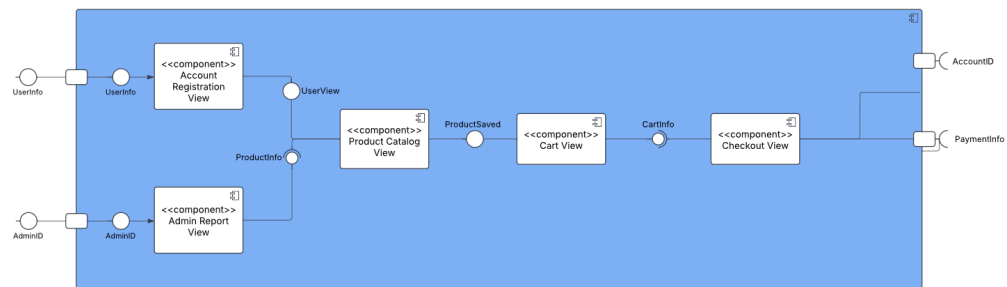 <<component>>
Account
Registration
View
UserInfo
UserInfo
UserView
AccountID
<<component>>
Product Catalog
View
ProductSaved
<<component>>
Cart View
CartInfo
<<component>>
Checkout View
PaymentInfo
ProductInfo
<<component>>
Admin Report
View
AdminID
AdminID